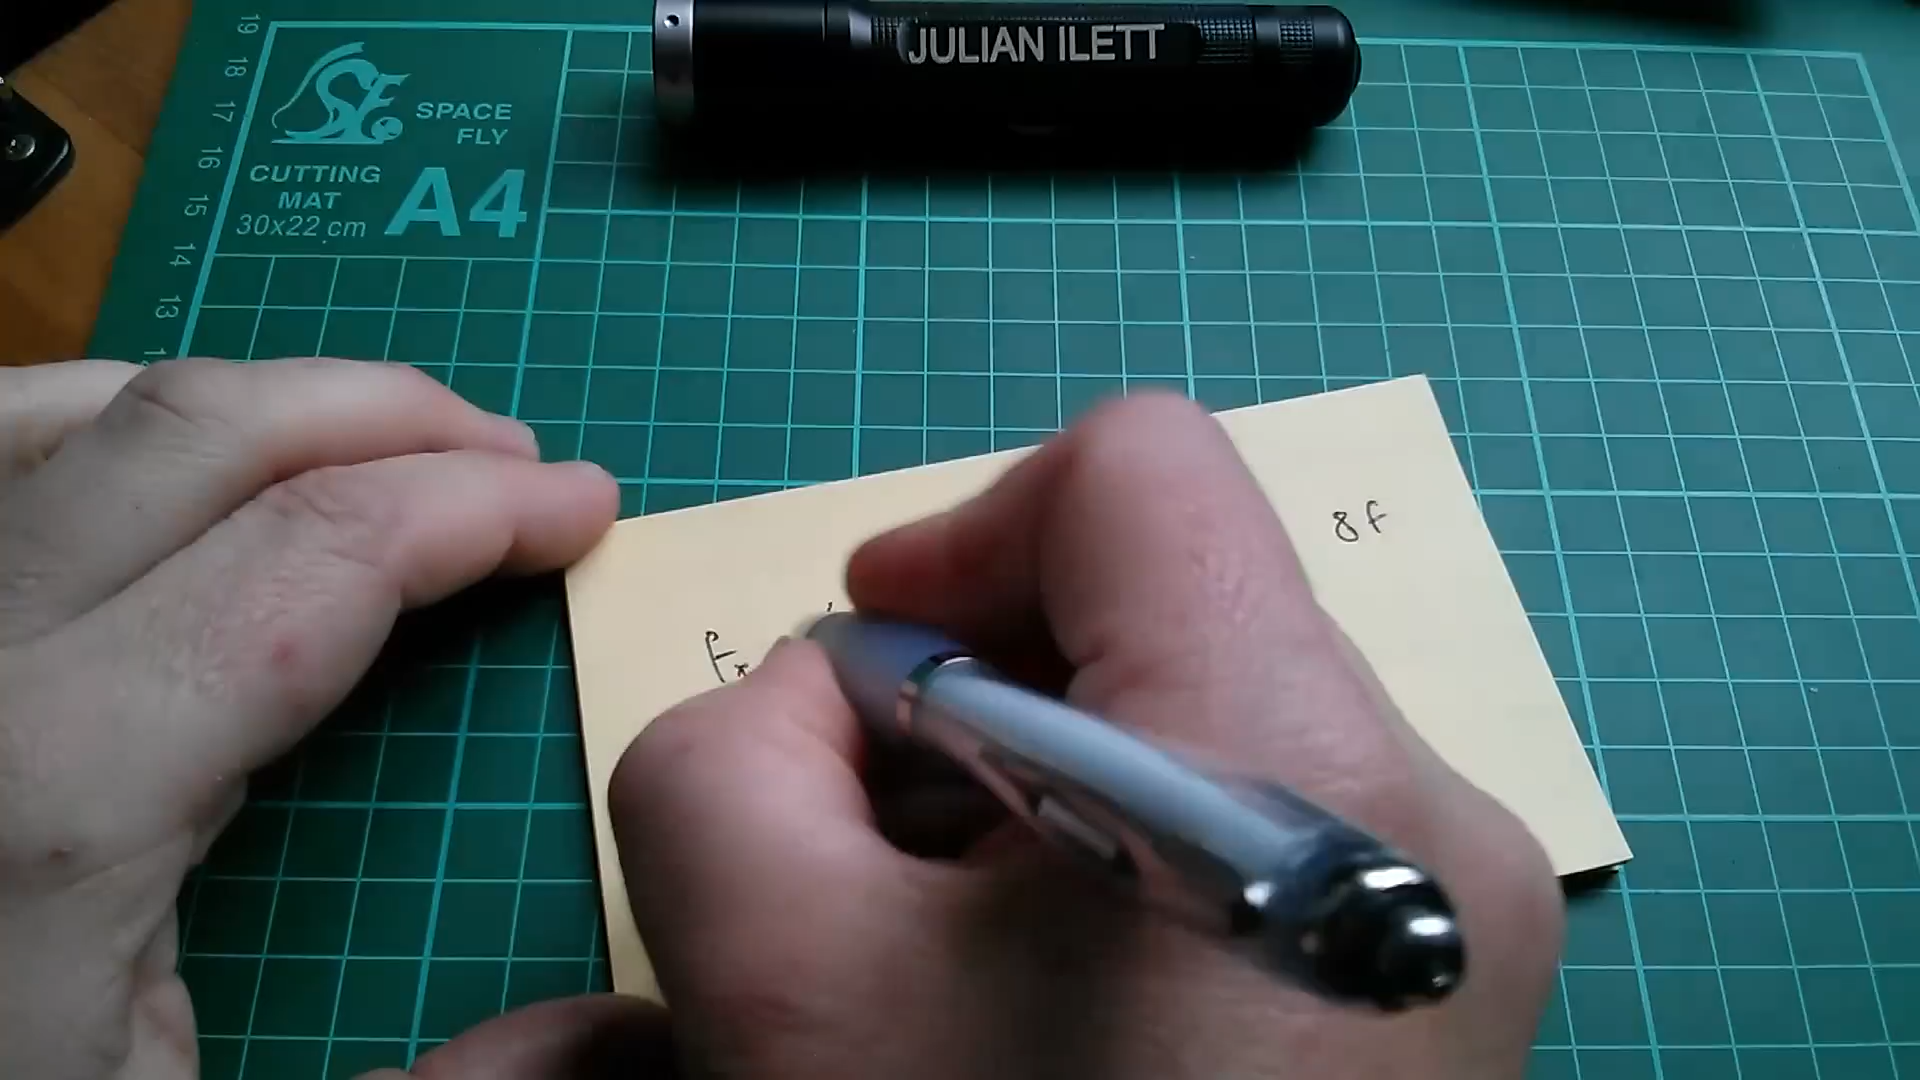 JULIAN ILETT
SPACE
FLY
CUTTING
MAT
30x22 cm
A4
19
18
17
16
15
14
13
8f